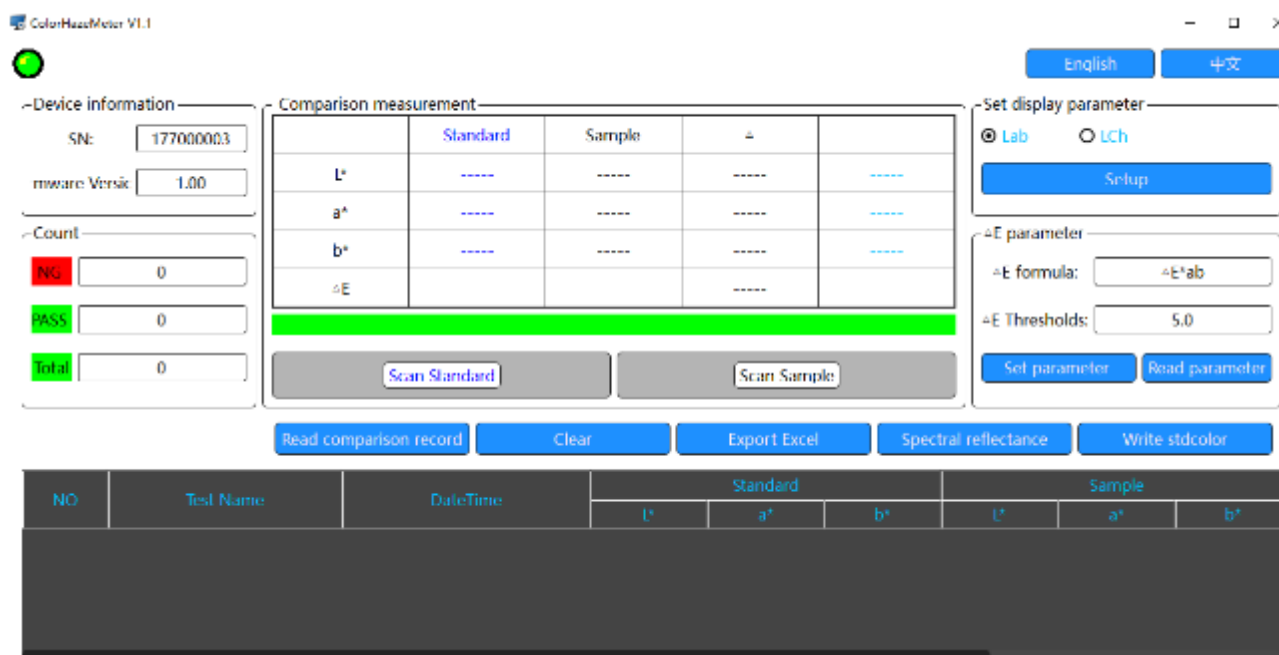 ColorHazeMeter V1.1
English 中文
Device information
SN: 177000003
mware Versic 1.00
Count
NG 0
PASS 0
Total 0
Comparison measurement
Standard Sample △
L* ----- ----- ----- -----
a* ----- ----- ----- -----
b* ----- ----- ----- -----
△E -----
Scan Standard Scan Sample
Set display parameter
Lab LCh
Setup
△E parameter
△E formula: △E*ab
△E Thresholds: 5.0
Set parameter Read parameter
Read comparison record Clear Export Excel Spectral reflectance Write stdcolor
NO Test Name DateTime Standard Sample
L* a* b* L* a* b*